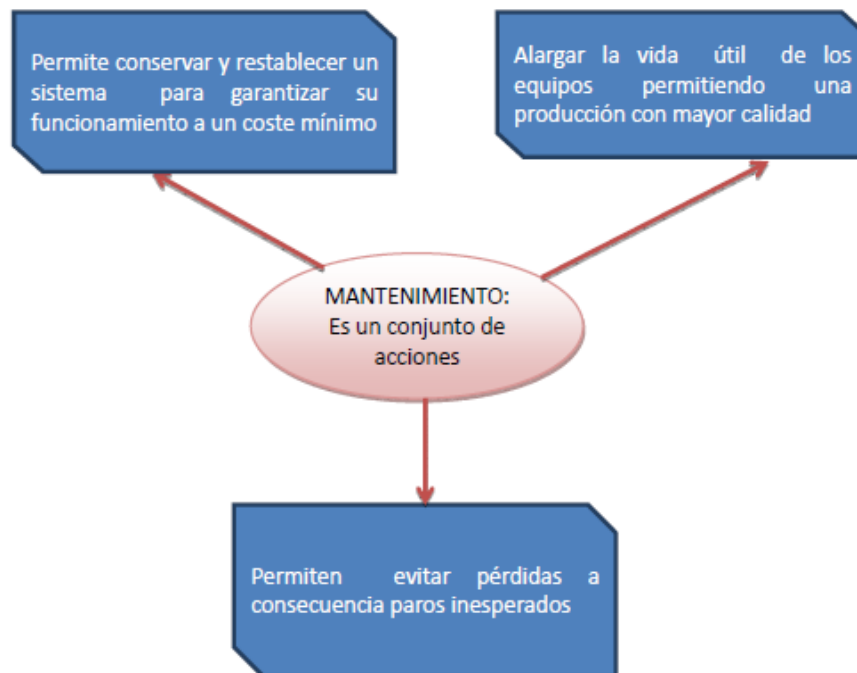 Permite conservar y restablecer un
sistema para garantizar su
funcionamiento a un coste mínimo
Alargar la vida útil de los
equipos permitiendo una
producción con mayor calidad
MANTENIMIENTO:
Es un conjunto de
acciones
Permiten evitar pérdidas a
consecuencia paros inesperados